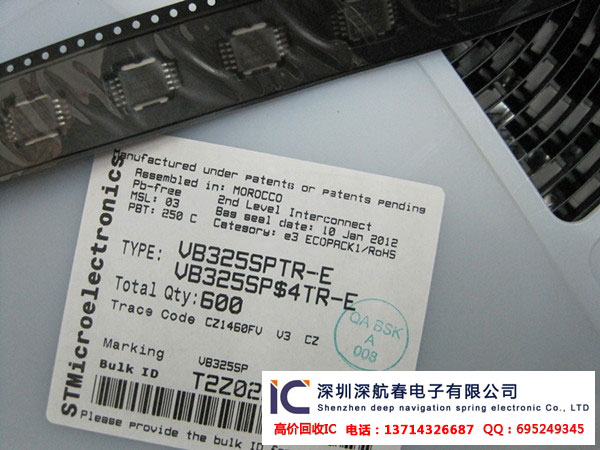 STMicroelectronics
Manufactured under patents or patents pending
Assembled in: MOROCCO
Pb-free 2nd Level Interconnect
MSL: 03 Bag seal date: 10 Jan 2012
PBT: 250 C Category: e3 ECOPACK1/RoHS
TYPE: VB325SPTR-E
VB325SP$4TR-E
Total Qty: 600
Trace Code CZ1460FV V3 CZ
Marking VB325SP
Bulk ID T2Z02
Please provide the bulk ID for
QA BSK
A
008
IC 深圳深航春电子有限公司
Shenzhen deep navigation spring electronic Co., LTD
高价回收IC 电话：13714326687 QQ：695249345